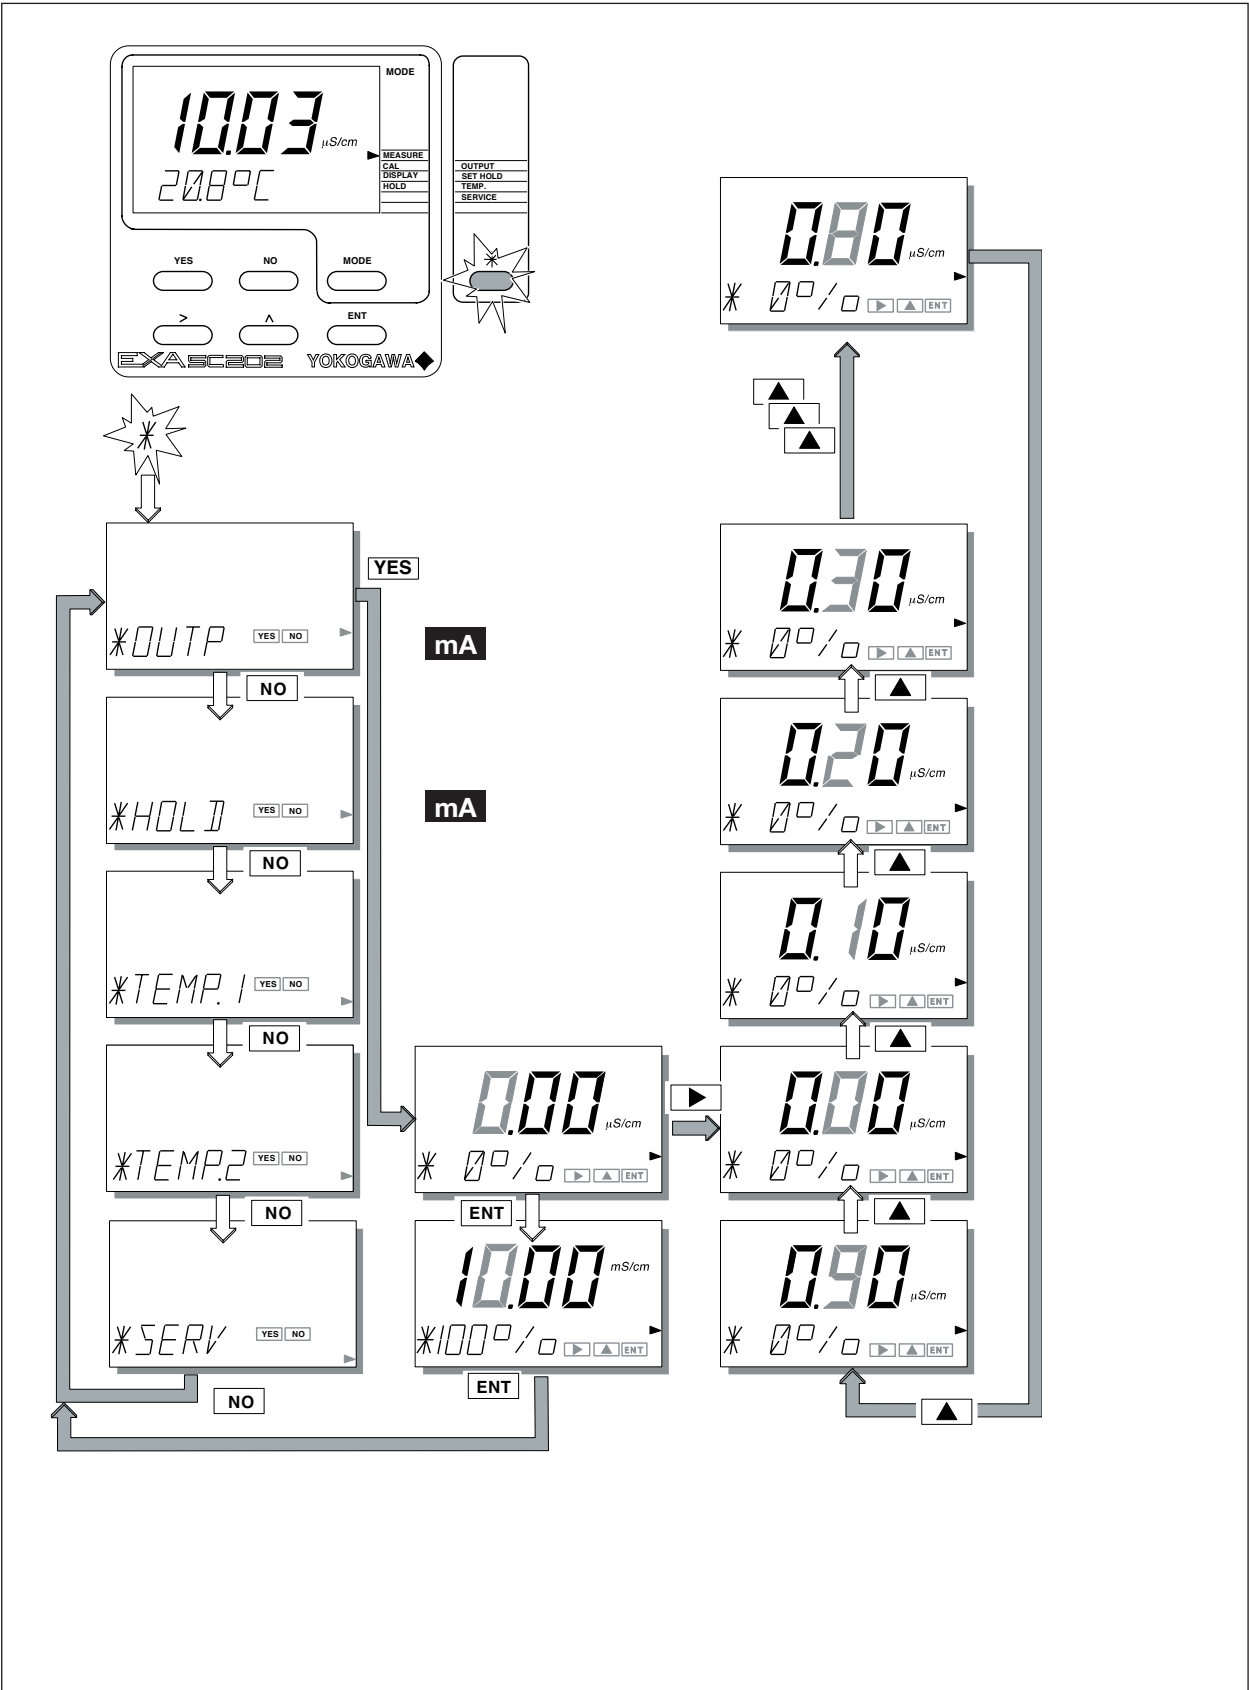 MODE
10.03 µS/cm
20.8°C
MEASURE
CAL
DISPLAY
HOLD
OUTPUT
SET HOLD
TEMP.
SERVICE
YES NO MODE
*
> ^ ENT
EXA SC202 YOKOGAWA
*
YES
*OUTP YES NO
mA
NO
*HOLD YES NO
mA
NO
*TEMP.1 YES NO
NO
*TEMP.2 YES NO
NO
*SERV YES NO
NO
0.00 µS/cm
* 0% ▶ ▲ ENT
ENT
10.00 mS/cm
*100% ▶ ▲ ENT
ENT
▶
0.80 µS/cm
* 0% ▶ ▲ ENT
▲
▲
▲
0.30 µS/cm
* 0% ▶ ▲ ENT
▲
0.20 µS/cm
* 0% ▶ ▲ ENT
▲
0.10 µS/cm
* 0% ▶ ▲ ENT
▲
0.00 µS/cm
* 0% ▶ ▲ ENT
▲
0.90 µS/cm
* 0% ▶ ▲ ENT
▲